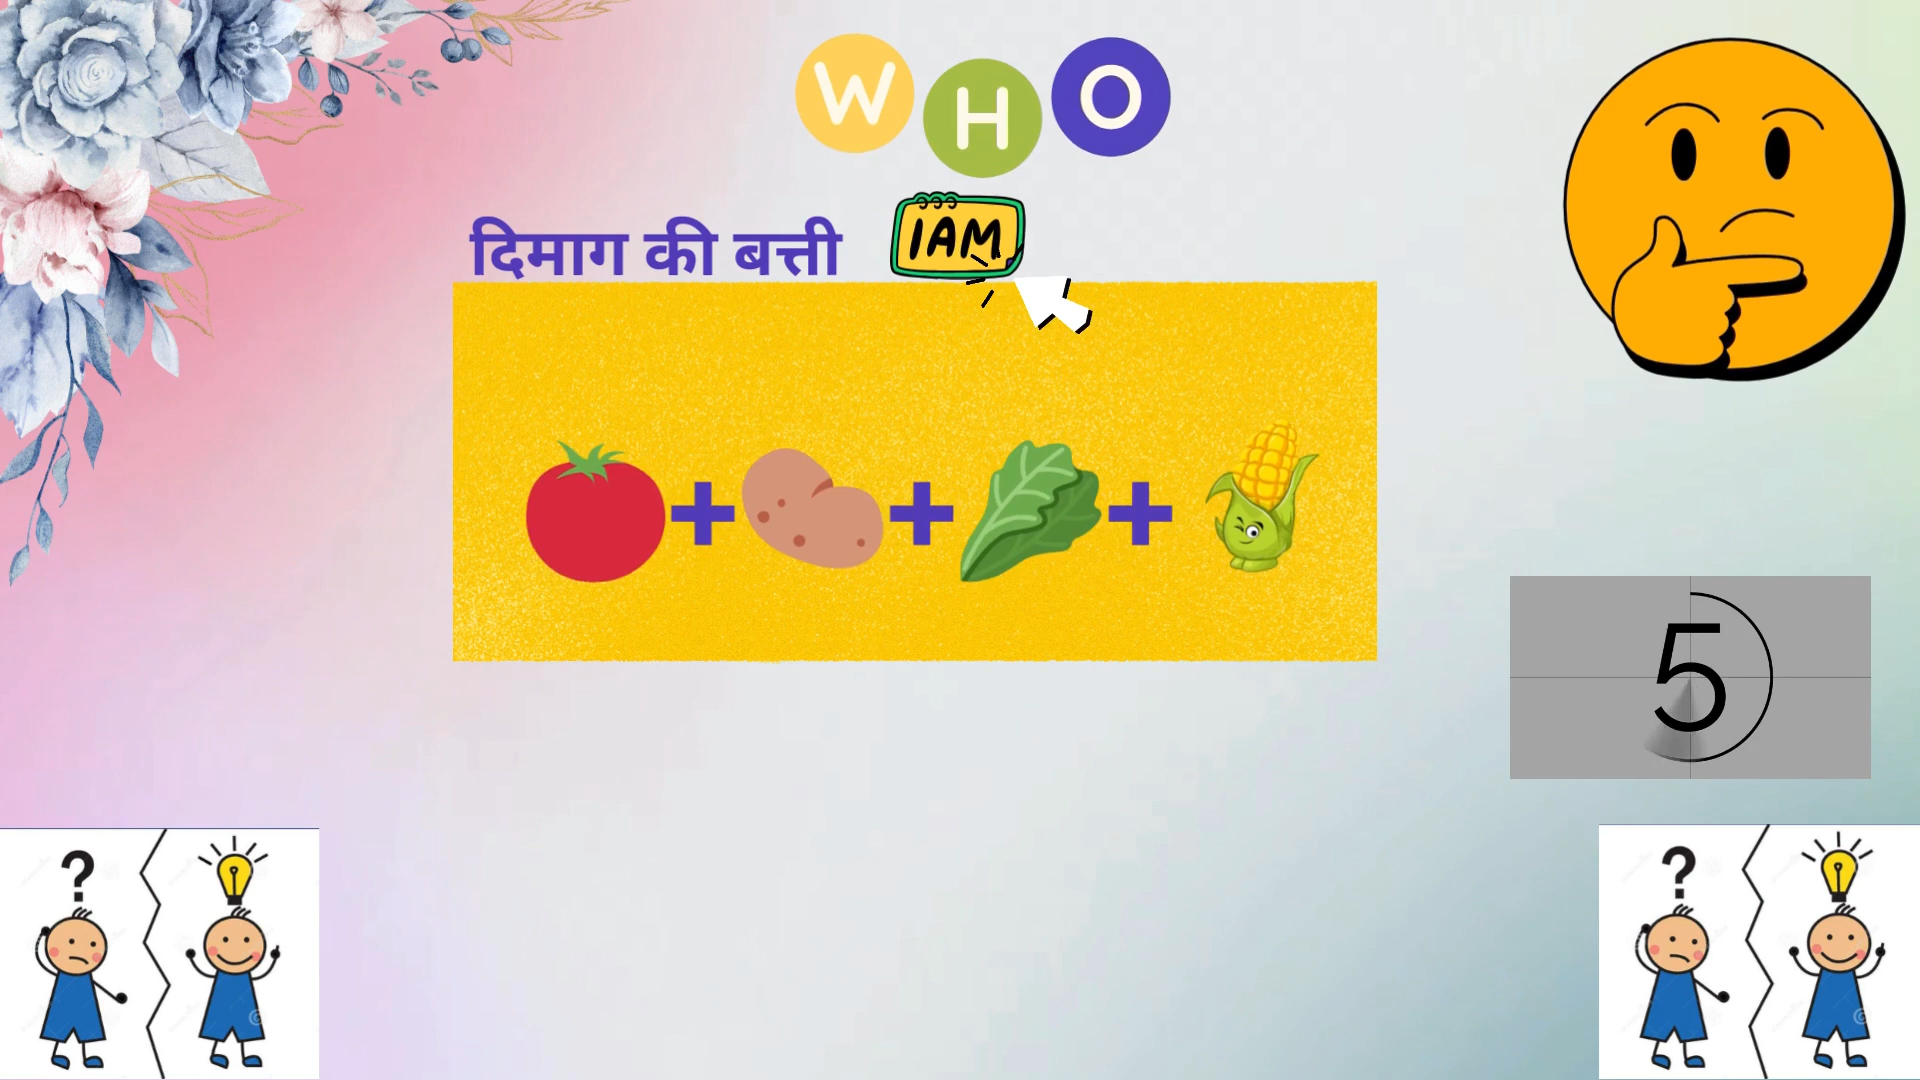 WHO
दिमाग की बत्ती
IAM
+ + +
5
?
?